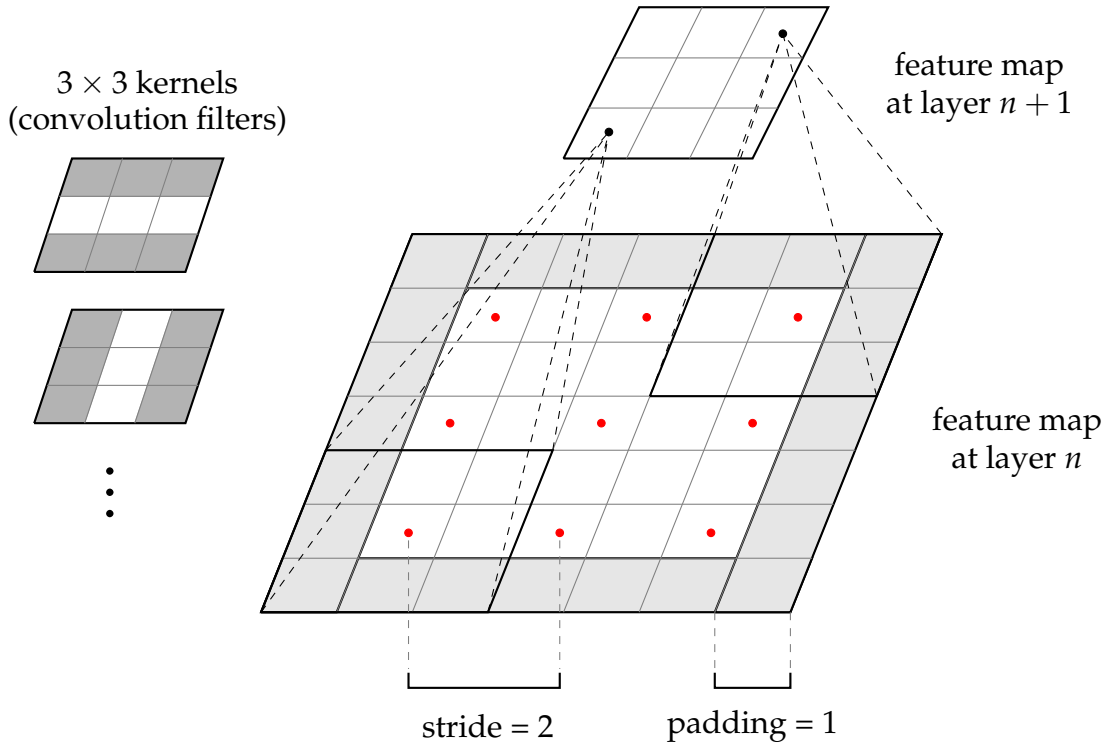 3 × 3 kernels
(convolution filters)
feature map
at layer n + 1
feature map
at layer n
stride = 2
padding = 1